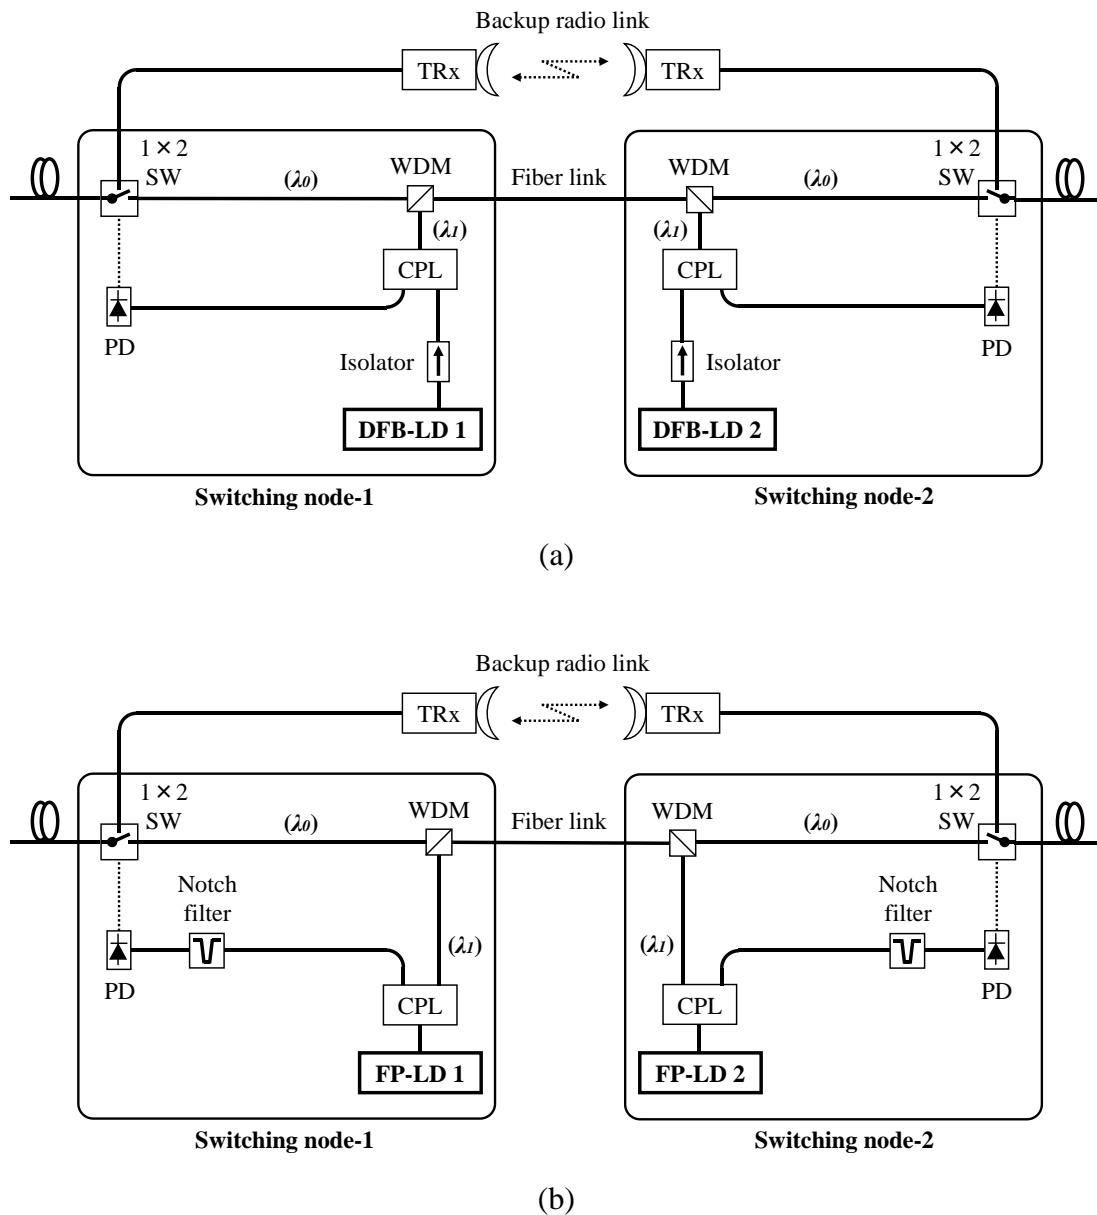 Backup radio link
TRx
TRx
1 × 2
SW
(λ0)
WDM
Fiber link
WDM
(λ0)
1 × 2
SW
(λ1)
(λ1)
CPL
CPL
PD
PD
Isolator
Isolator
DFB-LD 1
DFB-LD 2
Switching node-1
Switching node-2
(a)
Backup radio link
TRx
TRx
1 × 2
SW
(λ0)
WDM
Fiber link
WDM
(λ0)
1 × 2
SW
Notch
filter
Notch
filter
(λ1)
(λ1)
PD
PD
CPL
CPL
FP-LD 1
FP-LD 2
Switching node-1
Switching node-2
(b)